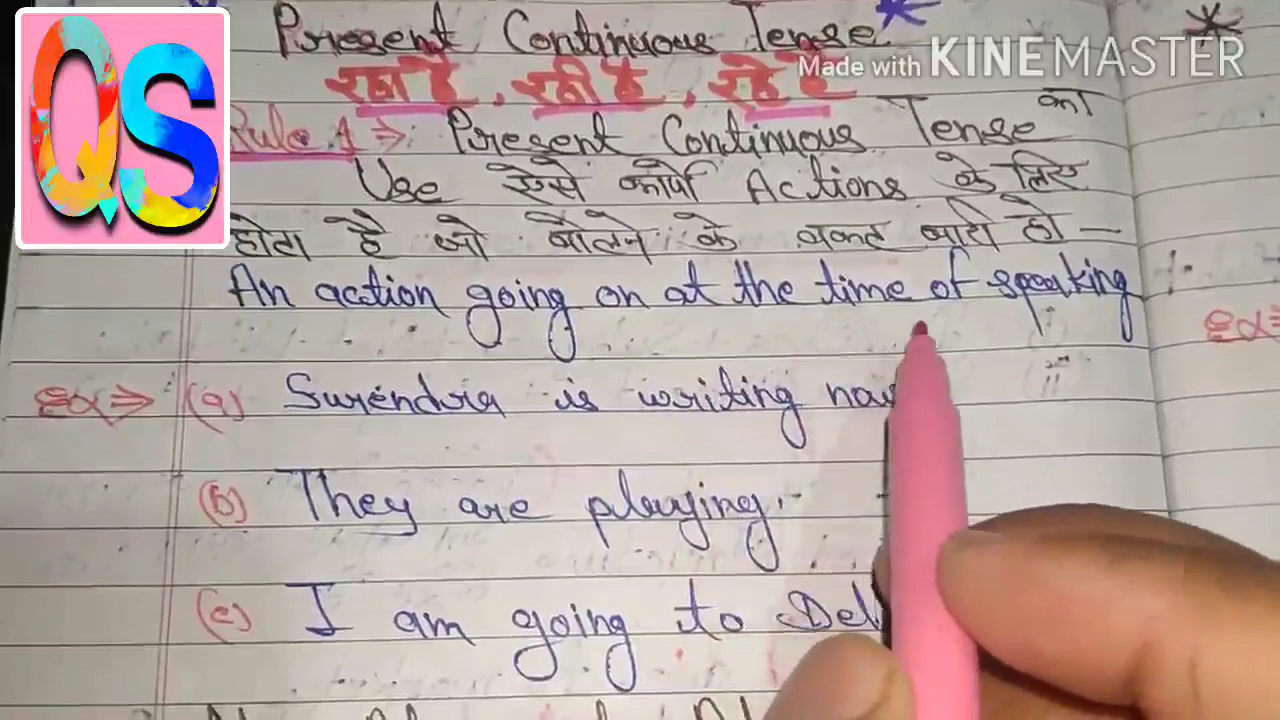 QS
Present Continuous Tense
Made with KINEMASTER
रहा है, रही है, रहे है
Rule 1 ⇒ Present Continuous Tense का
Use ऐसे कार्यो Actions के लिए
होता है जो बोलने के वक्त जारी हो —
An action going on at the time of speaking
Ex ⇒ (a) Surendra is writing now
(b) They are playing.
(c) I am going to Del